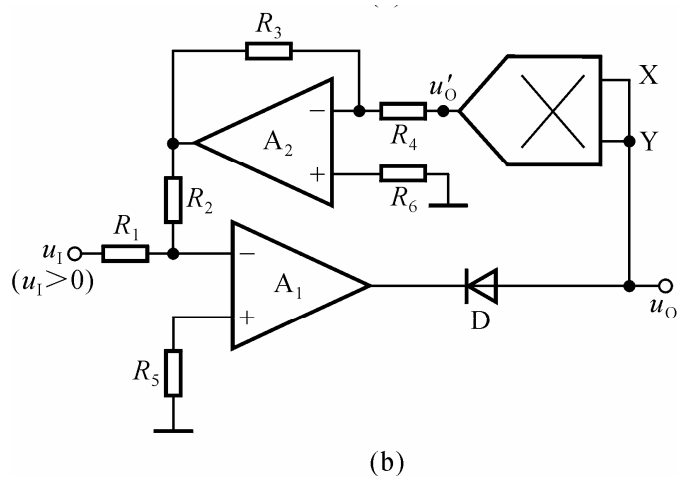 R₃
X
u′O
A₂
−
+
R₄
Y
R₆
R₂
R₁
uI
(uI>0)
−
+
A₁
D
uO
R₅
(b)